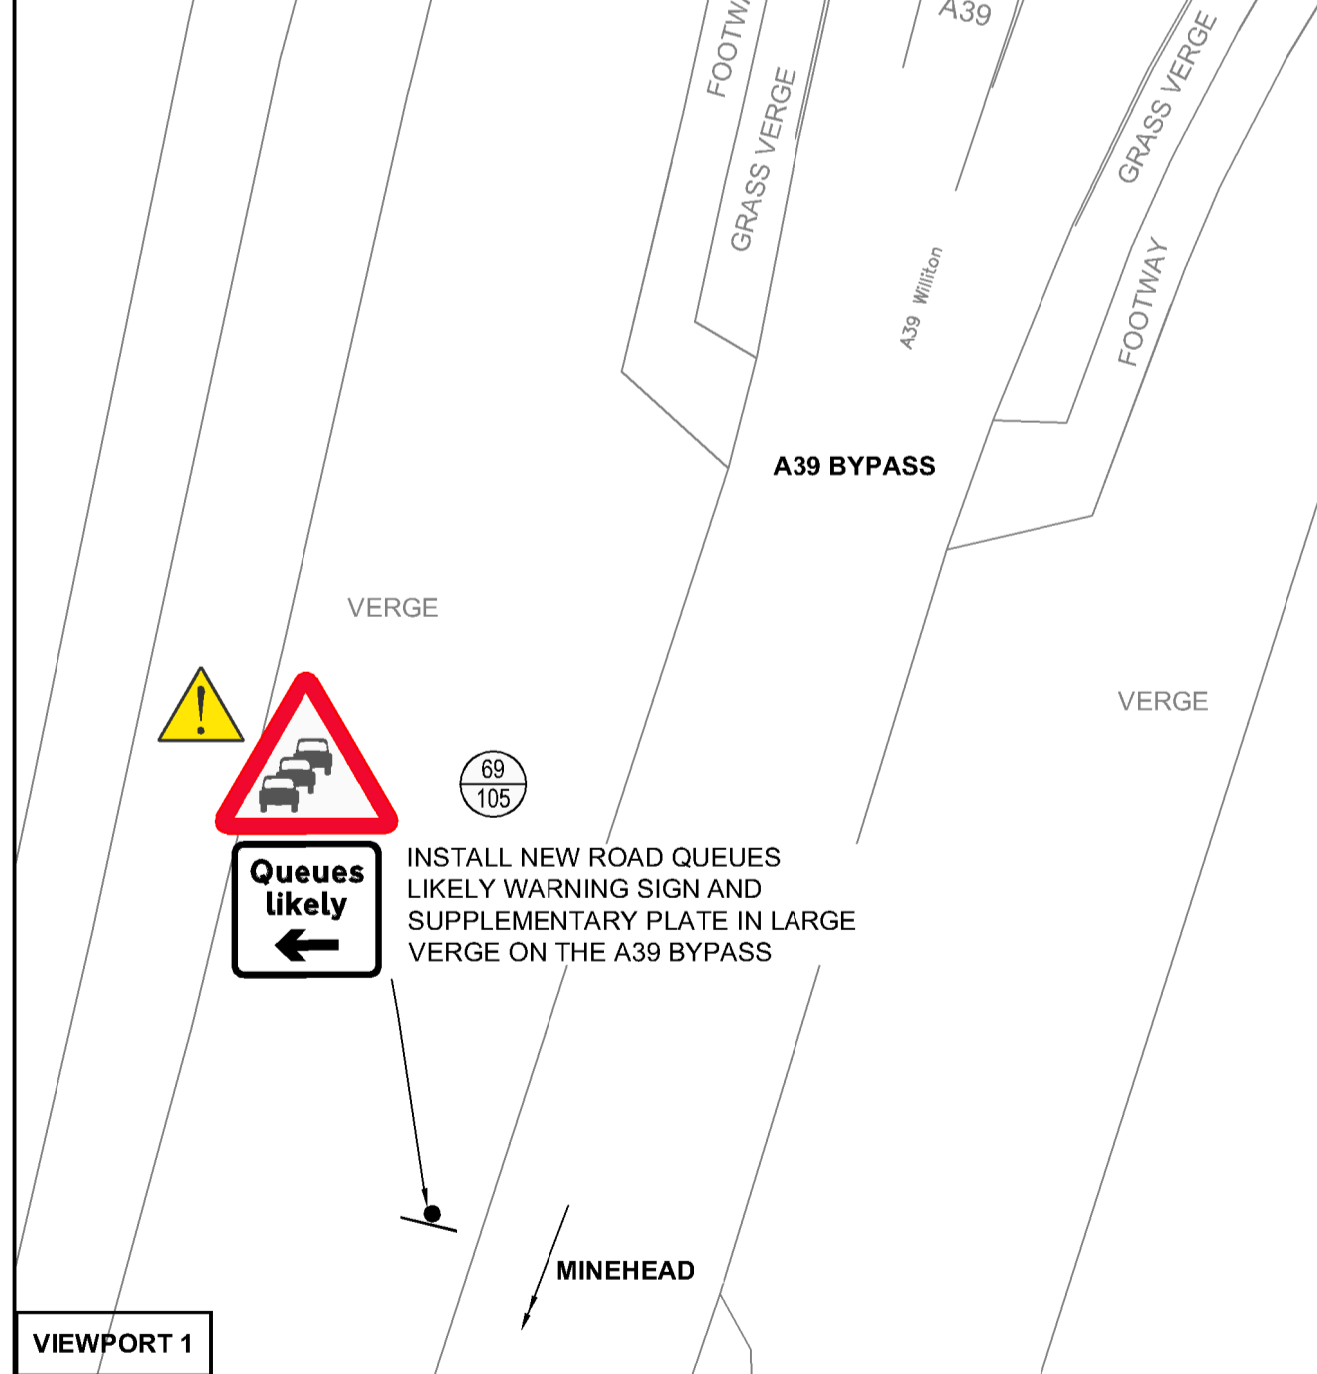 A39
GRASS VERGE
GRASS VERGE
FOOTWAY
A39 Williton
A39 BYPASS
VERGE
VERGE
!
69
105
Queues
likely
INSTALL NEW ROAD QUEUES
LIKELY WARNING SIGN AND
SUPPLEMENTARY PLATE IN LARGE
VERGE ON THE A39 BYPASS
MINEHEAD
VIEWPORT 1